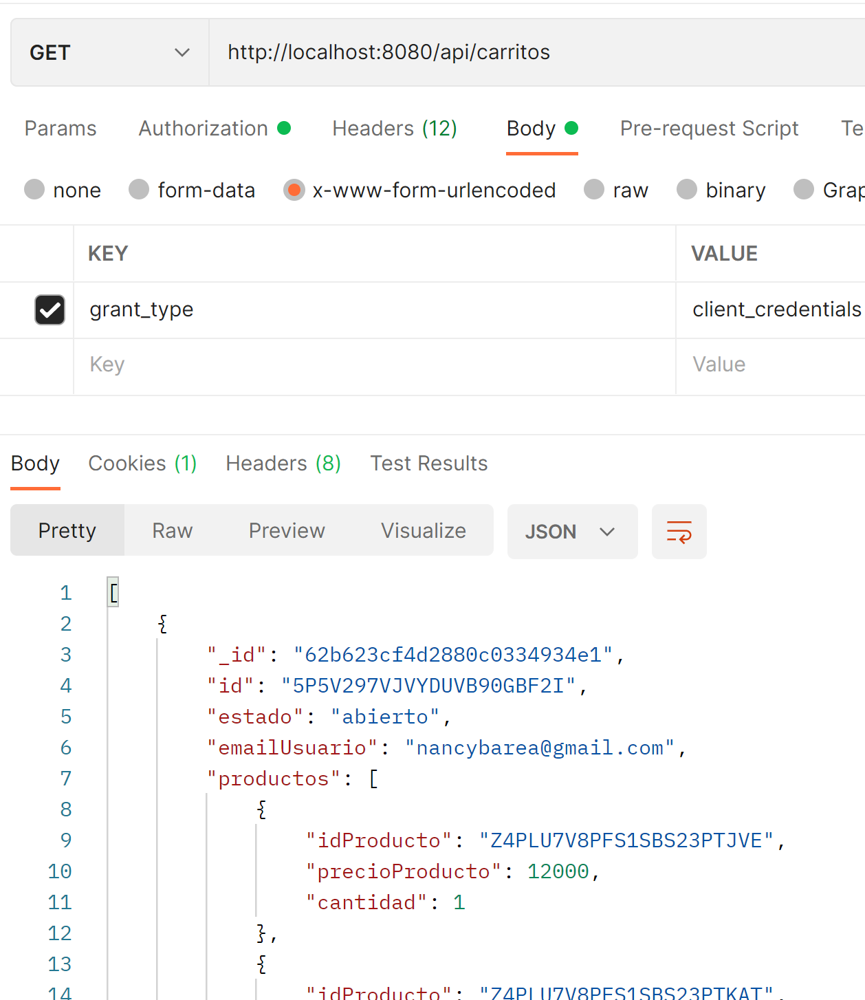 GET http://localhost:8080/api/carritos
Params Authorization Headers (12) Body Pre-request Script
none form-data x-www-form-urlencoded raw binary
KEY VALUE
grant_type client_credentials
Key Value
Body Cookies (1) Headers (8) Test Results
Pretty Raw Preview Visualize JSON
1 [
2 {
3 "_id": "62b623cf4d2880c0334934e1",
4 "id": "5P5V297VJVYDUVB90GBF2I",
5 "estado": "abierto",
6 "emailUsuario": "nancybarea@gmail.com",
7 "productos": [
8 {
9 "idProducto": "Z4PLU7V8PFS1SBS23PTJVE",
10 "precioProducto": 12000,
11 "cantidad": 1
12 },
13 {
14 "idProducto": "Z4PLU7V8PFS1SBS23PTKAT",